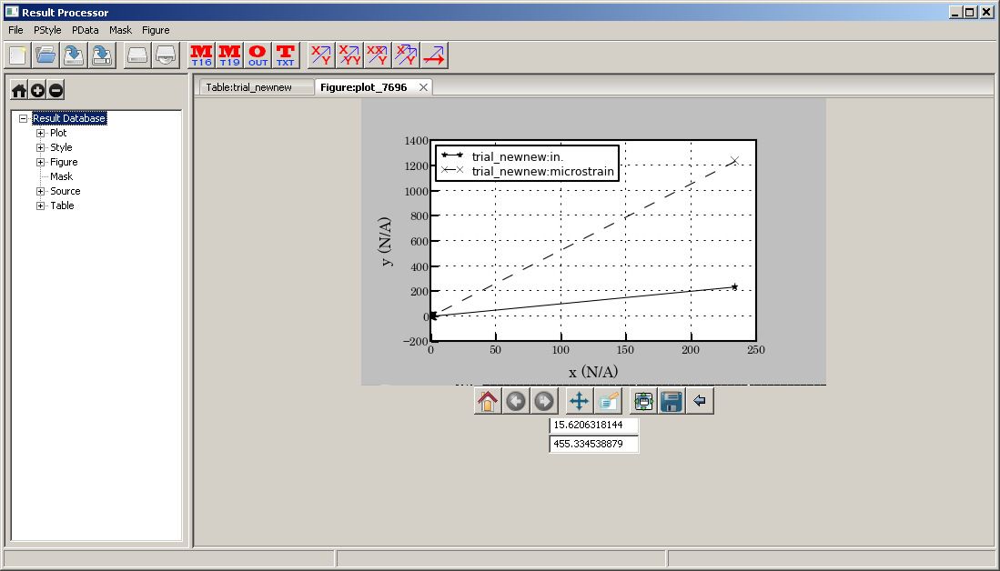 Result Processor
File PStyle PData Mask Figure
M T16 M T19 O OUT T TXT X Y X YY XX Y X Y
Table:trial_newnew Figure:plot_7696
Result Database
Plot
Style
Figure
Mask
Source
Table
trial_newnew:in.
trial_newnew:microstrain
1400
1200
1000
800
600
400
200
0
−200
y (N/A)
0 50 100 150 200 250
x (N/A)
15.6206318144
455.334538879